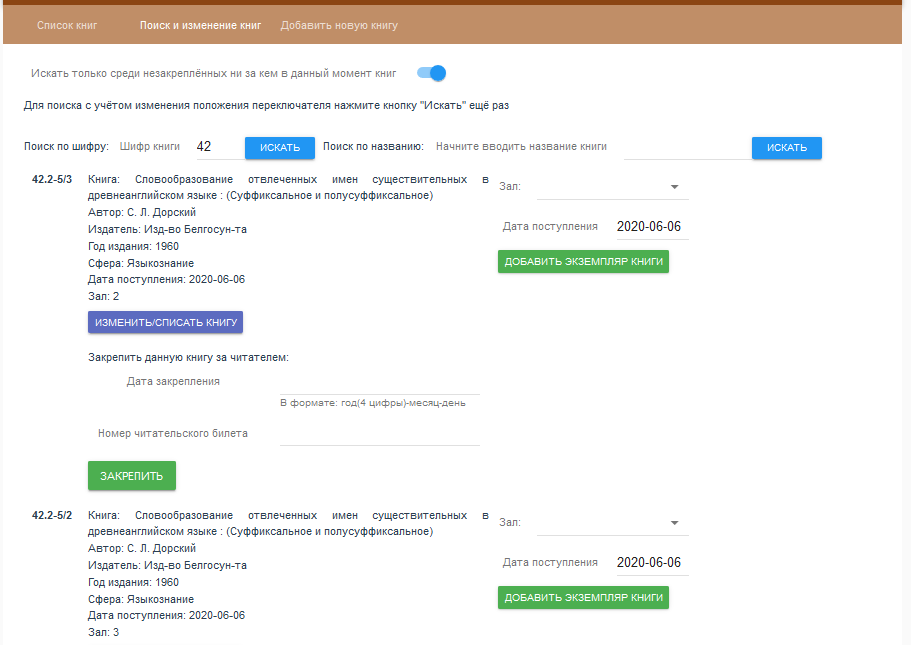 Список книг Поиск и изменение книг Добавить новую книгу
Искать только среди незакреплённых ни за кем в данный момент книг
Для поиска с учётом изменения положения переключателя нажмите кнопку "Искать" ещё раз
Поиск по шифру: Шифр книги 42 ИСКАТЬ Поиск по названию: Начните вводить название книги ИСКАТЬ
42.2-5/3 Книга: Словообразование отвлеченных имен существительных в
древнеанглийском языке : (Суффиксальное и полусуффиксальное)
Автор: С. Л. Дорский
Издатель: Изд-во Белгосун-та
Год издания: 1960
Сфера: Языкознание
Дата поступления: 2020-06-06
Зал: 2
Зал:
Дата поступления 2020-06-06
ДОБАВИТЬ ЭКЗЕМПЛЯР КНИГИ
ИЗМЕНИТЬ/СПИСАТЬ КНИГУ
Закрепить данную книгу за читателем:
Дата закрепления
В формате: год(4 цифры)-месяц-день
Номер читательского билета
ЗАКРЕПИТЬ
42.2-5/2 Книга: Словообразование отвлеченных имен существительных в
древнеанглийском языке : (Суффиксальное и полусуффиксальное)
Автор: С. Л. Дорский
Издатель: Изд-во Белгосун-та
Год издания: 1960
Сфера: Языкознание
Дата поступления: 2020-06-06
Зал: 3
Зал:
Дата поступления 2020-06-06
ДОБАВИТЬ ЭКЗЕМПЛЯР КНИГИ